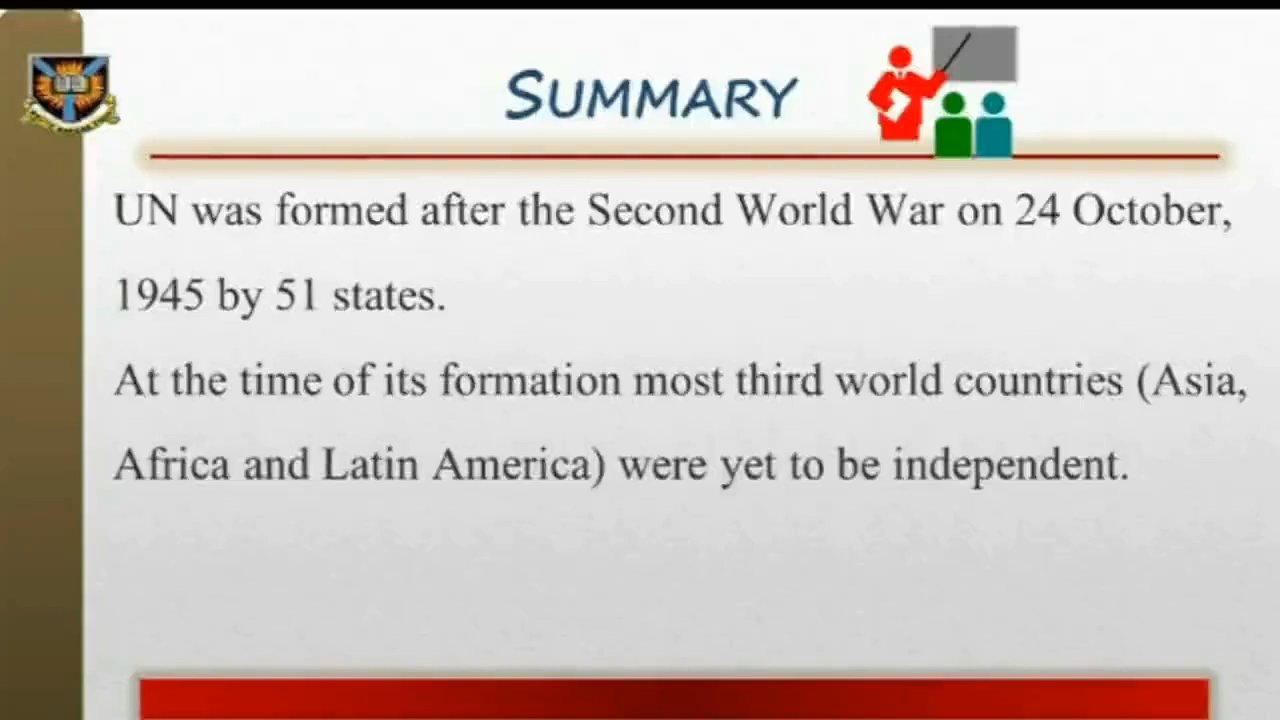 SUMMARY
UN was formed after the Second World War on 24 October,
1945 by 51 states.
At the time of its formation most third world countries (Asia,
Africa and Latin America) were yet to be independent.